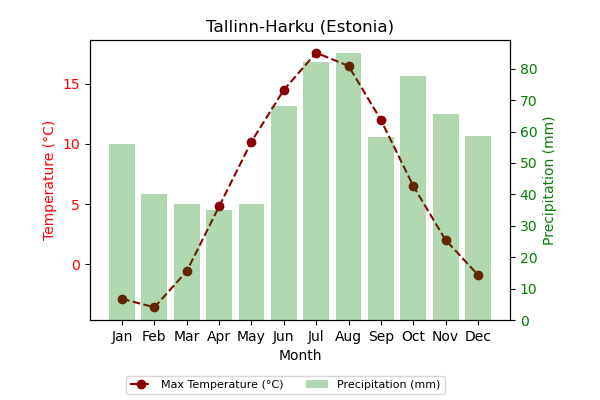 Tallinn-Harku (Estonia)
Temperature (°C)
15
10
5
0
80
70
60
50
40
30
20
10
0
Precipitation (mm)
Jan Feb Mar Apr May Jun Jul Aug Sep Oct Nov Dec
Month
Max Temperature (°C) Precipitation (mm)